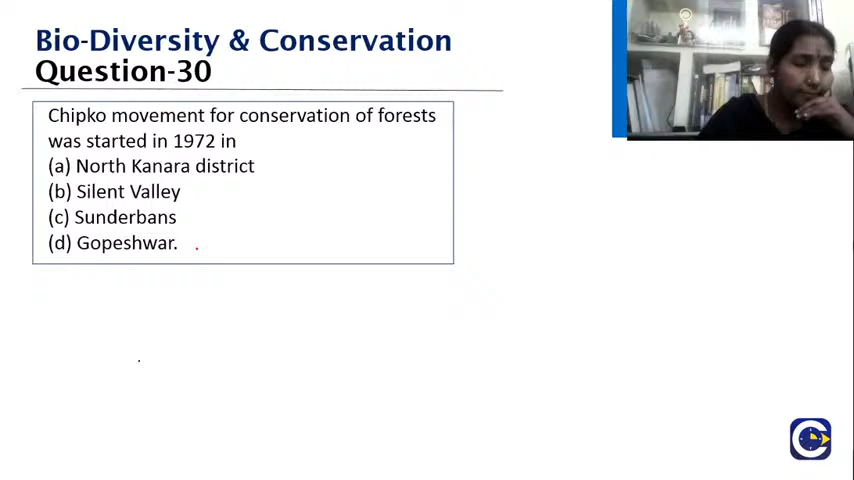 Bio-Diversity & Conservation
Question-30
Chipko movement for conservation of forests
was started in 1972 in
(a) North Kanara district
(b) Silent Valley
(c) Sunderbans
(d) Gopeshwar.